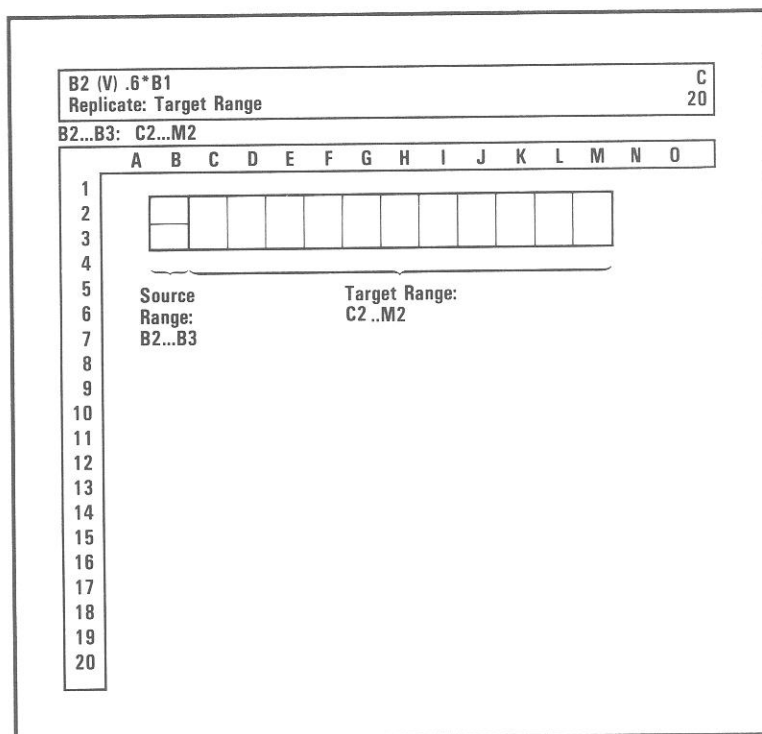 B2 (V) .6*B1 C
Replicate: Target Range 20
B2...B3: C2...M2
A B C D E F G H I J K L M N O
1
2
3
4
5
6
7
8
9
10
11
12
13
14
15
16
17
18
19
20
Source
Range:
B2...B3
Target Range:
C2 ..M2